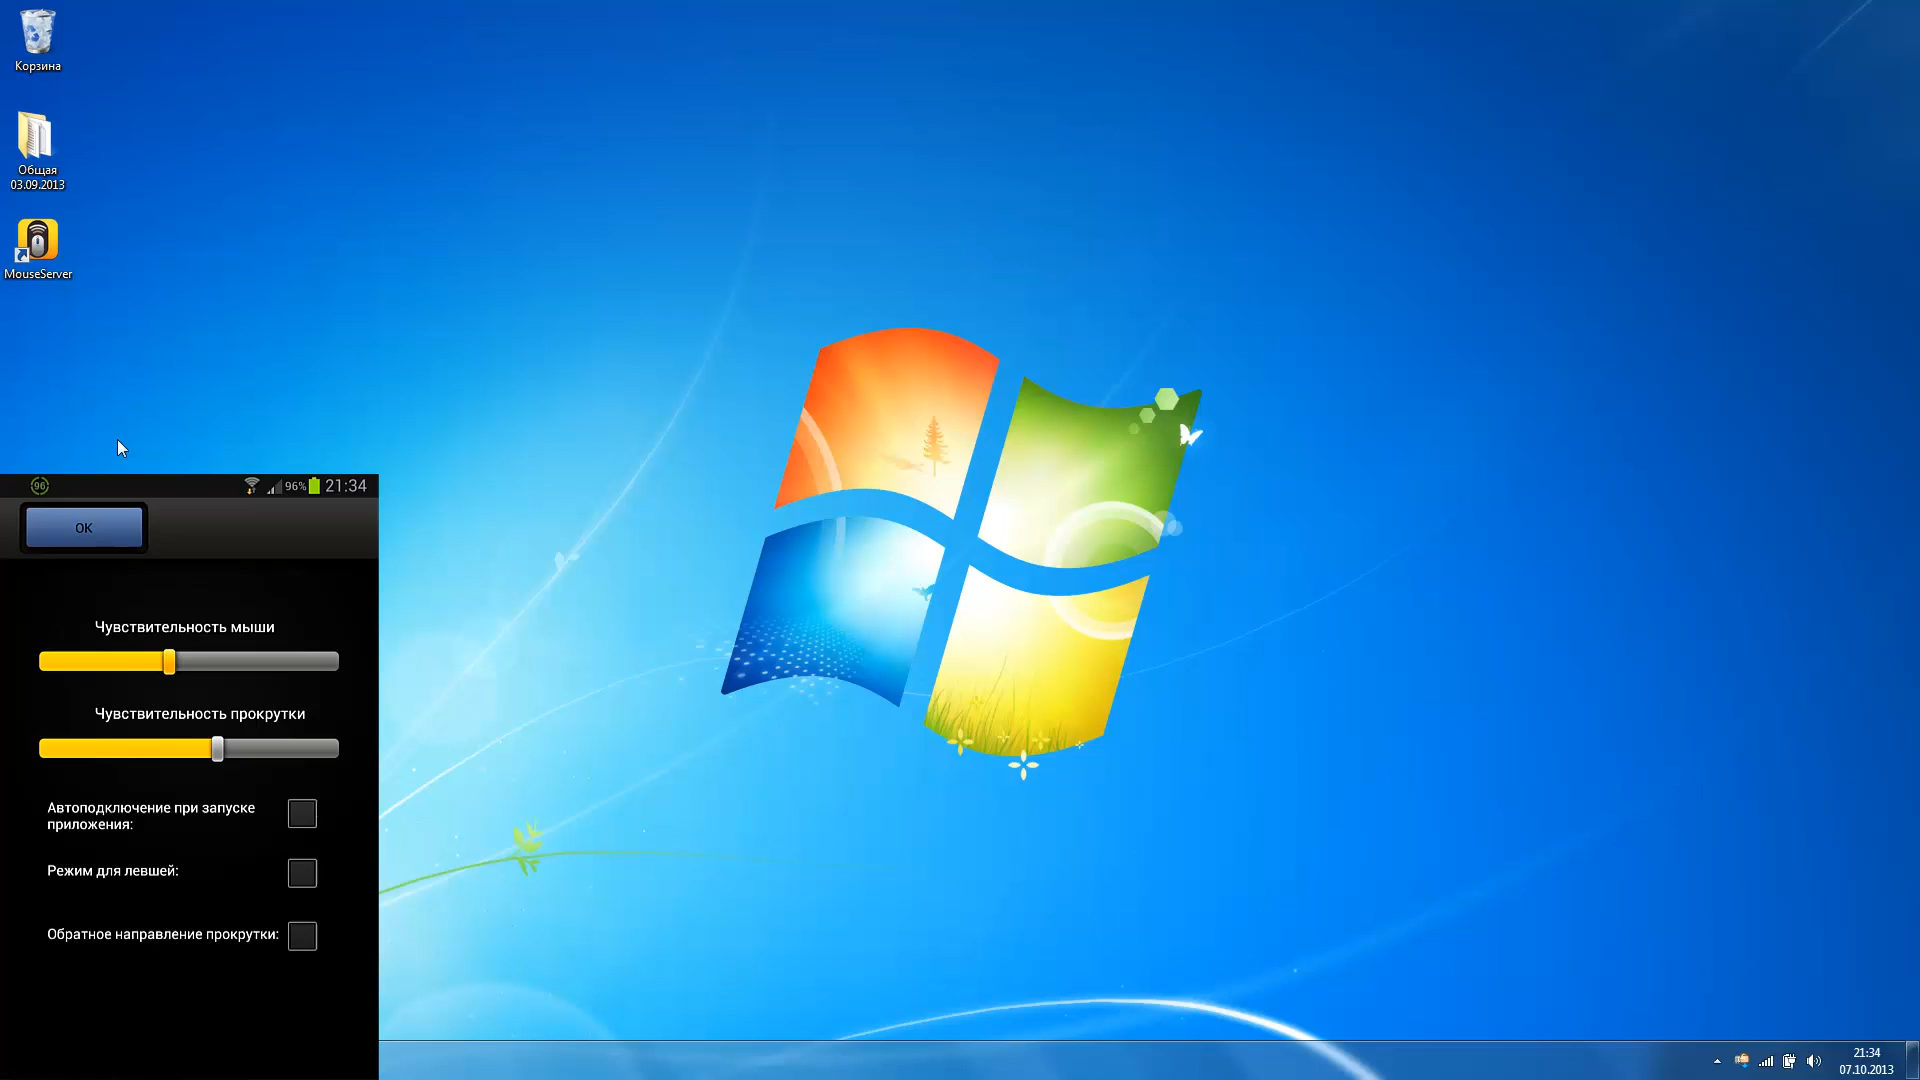 Корзина
Общая
03.09.2013
MouseServer
96
96%
21:34
OK
Чувствительность мыши
Чувствительность прокрутки
Автоподключение при запуске
приложения:
Режим для левшей:
Обратное направление прокрутки:
21:34
07.10.2013